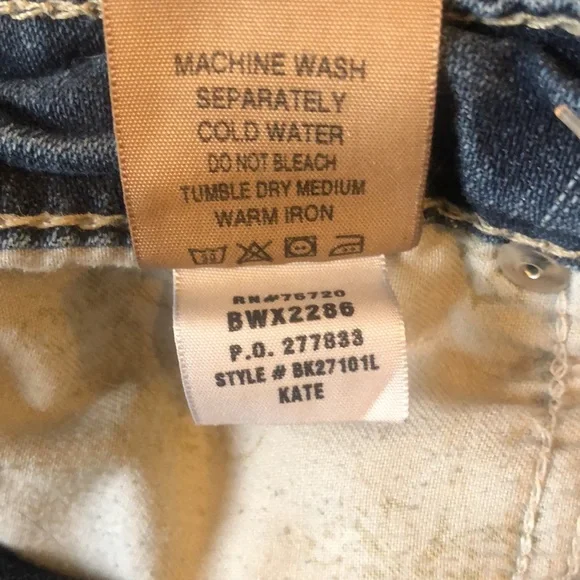 MACHINE WASH
SEPARATELY
COLD WATER
DO NOT BLEACH
TUMBLE DRY MEDIUM
WARM IRON
RN#76720
BWX2286
P.O. 277833
STYLE # BK27101L
KATE